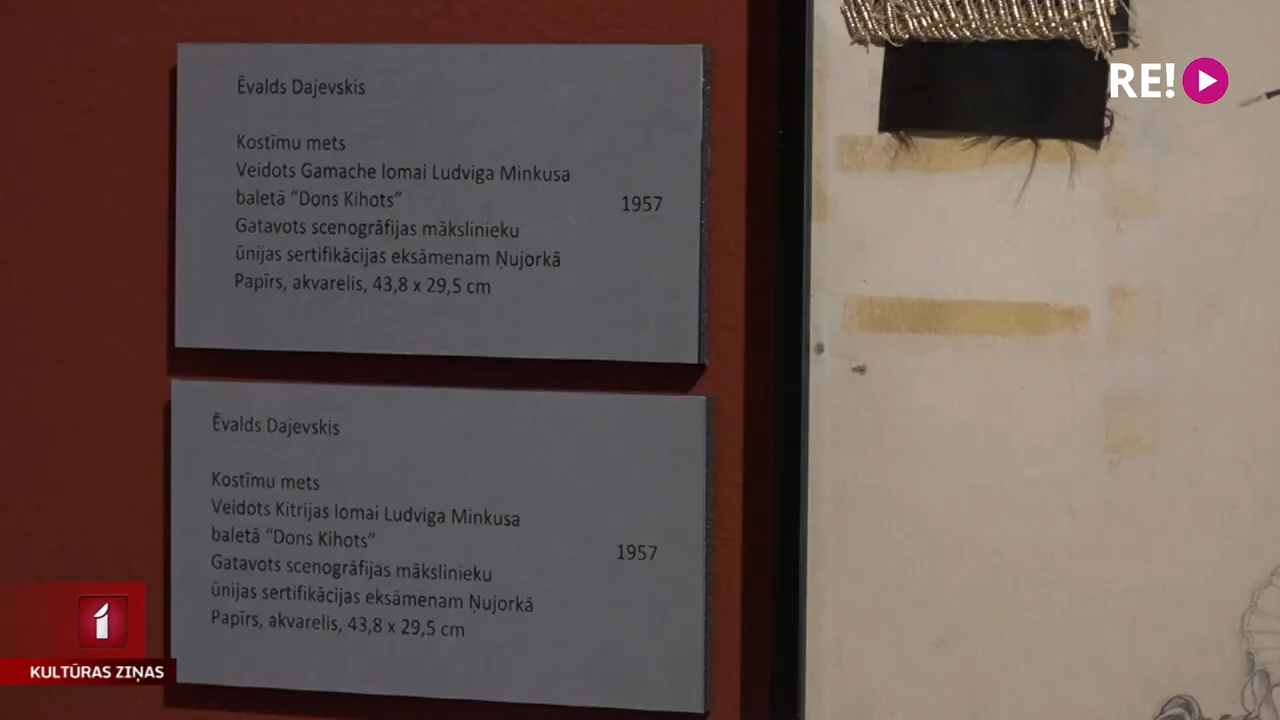 RE!
Ēvalds Dajevskis
Kostīmu mets
Veidots Gamache lomai Ludviga Minkusa
baletā “Dons Kihots”
1957
Gatavots scenogrāfijas mākslinieku
ūnijas sertifikācijas eksāmenam Ņujorkā
Papīrs, akvarelis, 43,8 x 29,5 cm
Ēvalds Dajevskis
Kostīmu mets
Veidots Kitrijas lomai Ludviga Minkusa
baletā “Dons Kihots”
1957
Gatavots scenogrāfijas mākslinieku
ūnijas sertifikācijas eksāmenam Ņujorkā
Papīrs, akvarelis, 43,8 x 29,5 cm
1
KULTŪRAS ZIŅAS